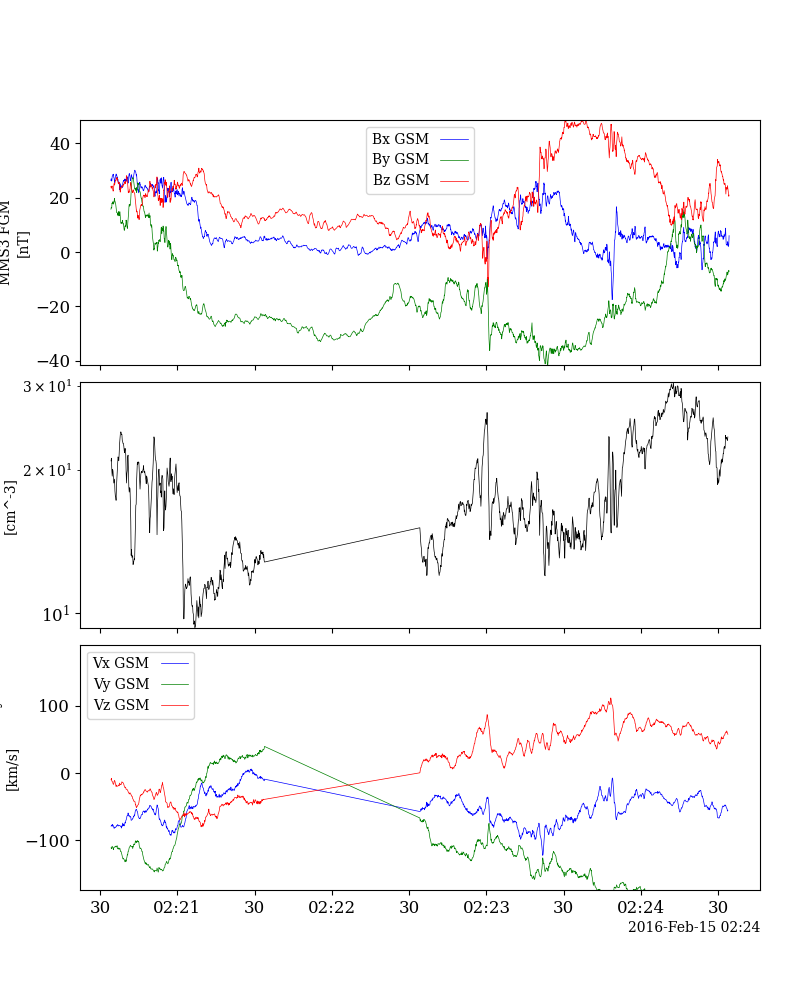 40
20
0
−20
−40
MMS3 FGM
[nT]
Bx GSM
By GSM
Bz GSM
3 × 10¹
2 × 10¹
10¹
[cm^-3]
100
0
−100
[km/s]
Vx GSM
Vy GSM
Vz GSM
30 02:21 30 02:22 30 02:23 30 02:24 30
2016-Feb-15 02:24